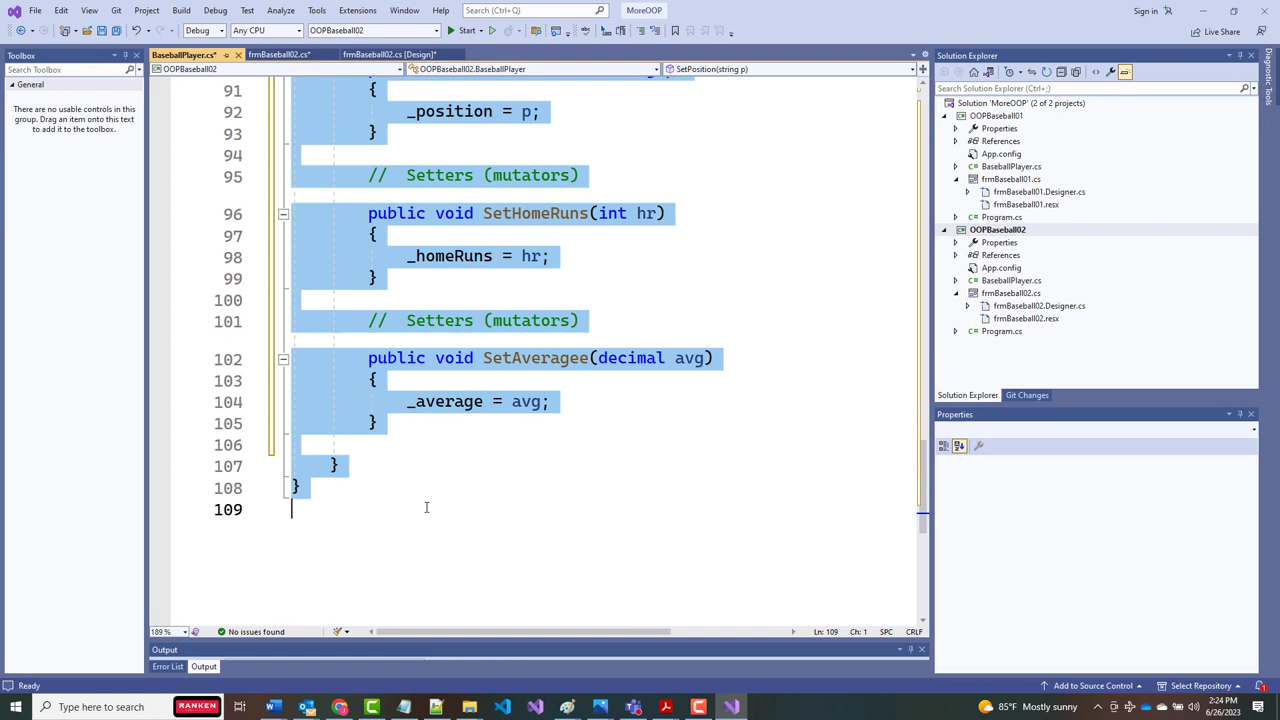 File Edit View Git Project Build Debug Test Analyze Tools Extensions Window Help Search (Ctrl+Q) MoreOOP Sign in
Debug Any CPU OOPBaseball02 Start Live Share
Toolbox
Search Toolbox
General
There are no usable controls in this
group. Drag an item onto this text
to add it to the toolbox.
BaseballPlayer.cs* frmBaseball02.cs* frmBaseball02.cs [Design]*
OOPBaseball02 OOPBaseball02.BaseballPlayer SetPosition(string p)
91 {
92 _position = p;
93 }
94
95 // Setters (mutators)
96 public void SetHomeRuns(int hr)
97 {
98 _homeRuns = hr;
99 }
100
101 // Setters (mutators)
102 public void SetAveragee(decimal avg)
103 {
104 _average = avg;
105 }
106
107 }
108 }
109
189 % No issues found Ln: 109 Ch: 1 SPC CRLF
Output
Error List Output
Solution Explorer
Search Solution Explorer (Ctrl+;)
Solution 'MoreOOP' (2 of 2 projects)
OOPBaseball01
Properties
References
App.config
C# BaseballPlayer.cs
frmBaseball01.cs
frmBaseball01.Designer.cs
frmBaseball01.resx
C# Program.cs
OOPBaseball02
Properties
References
App.config
C# BaseballPlayer.cs
frmBaseball02.cs
frmBaseball02.Designer.cs
frmBaseball02.resx
C# Program.cs
Solution Explorer Git Changes
Properties
Diagnostic Tools
Ready Add to Source Control Select Repository 1
Type here to search RANKEN 85°F Mostly sunny 2:24 PM
6/26/2023